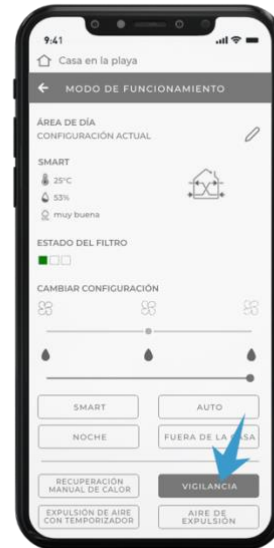 9:41
Casa en la playa
MODO DE FUNCIONAMIENTO
ÁREA DE DÍA
CONFIGURACIÓN ACTUAL
SMART
25°C
53%
muy buena
ESTADO DEL FILTRO
CAMBIAR CONFIGURACIÓN
SMART
AUTO
NOCHE
FUERA DE LA CASA
RECUPERACIÓN
MANUAL DE CALOR
VIGILANCIA
EXPULSIÓN DE AIRE
CON TEMPORIZADOR
AIRE DE
EXPULSIÓN